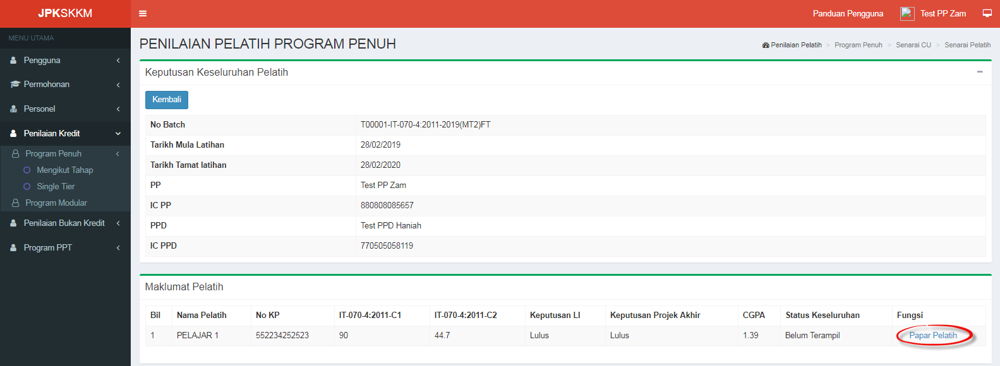 JPKSKKM
Panduan Pengguna
Test PP Zam
MENU UTAMA
Pengguna
Permohonan
Personel
Penilaian Kredit
Program Penuh
Mengikut Tahap
Single Tier
Program Modular
Penilaian Bukan Kredit
Program PPT
PENILAIAN PELATIH PROGRAM PENUH
Penilaian Pelatih > Program Penuh > Senarai CU > Senarai Pelatih
Keputusan Keseluruhan Pelatih
Kembali
No Batch T00001-IT-070-4:2011-2019(MT2)FT
Tarikh Mula Latihan 28/02/2019
Tarikh Tamat latihan 28/02/2020
PP Test PP Zam
IC PP 880808085657
PPD Test PPD Haniah
IC PPD 770505058119
Maklumat Pelatih
Bil Nama Pelatih No KP IT-070-4:2011-C1 IT-070-4:2011-C2 Keputusan LI Keputusan Projek Akhir CGPA Status Keseluruhan Fungsi
1 PELAJAR 1 552234252523 90 44.7 Lulus Lulus 1.39 Belum Terampil Papar Pelatih